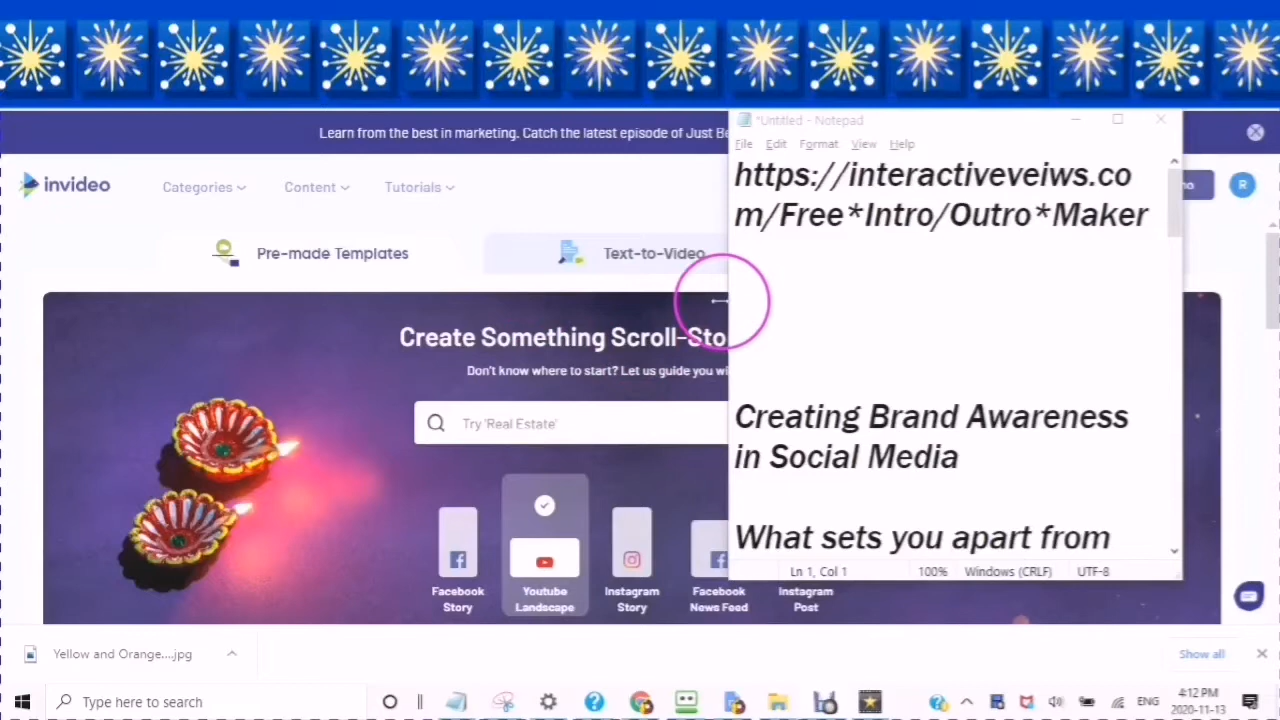 Learn from the best in marketing. Catch the latest episode of Just Be
*Untitled - Notepad
File Edit Format View Help
https://interactiveveiws.co
m/Free*Intro/Outro*Maker
invideo
Categories
Content
Tutorials
R
Pre-made Templates
Text-to-Video
Create Something Scroll-Sto
Don't know where to start? Let us guide you wi
Try 'Real Estate'
Creating Brand Awareness
in Social Media
What sets you apart from
Ln 1, Col 1
100%
Windows (CRLF)
UTF-8
Facebook
Story
Youtube
Landscape
Instagram
Story
Facebook
News Feed
Instagram
Post
Yellow and Orange....jpg
Show all
Type here to search
ENG
4:12 PM
2020-11-13